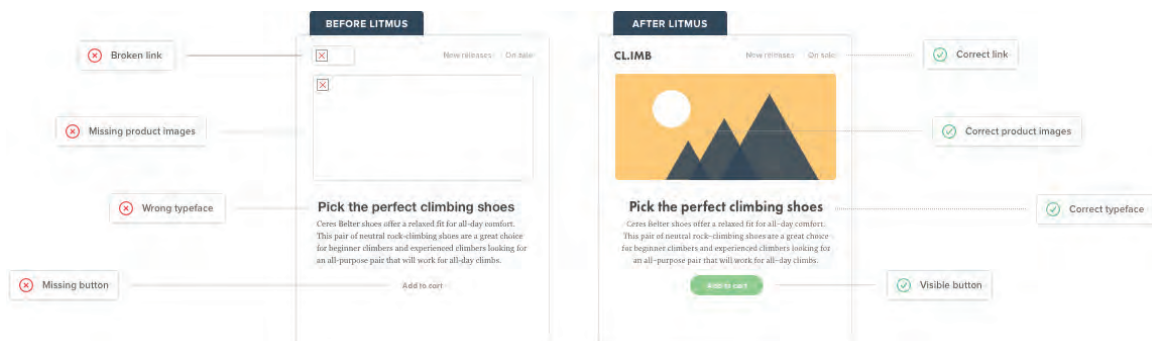 BEFORE LITMUS
AFTER LITMUS
Broken link
New releases
On sale
CL.IMB
New releases
On sale
Correct link
Missing product images
Correct product images
Wrong typeface
Pick the perfect climbing shoes
Ceres Belter shoes offer a relaxed fit for all-day comfort.
This pair of neutral rock-climbing shoes are a great choice
for beginner climbers and experienced climbers looking for
an all-purpose pair that will work for all-day climbs.
Pick the perfect climbing shoes
Ceres Belter shoes offer a relaxed fit for all-day comfort.
This pair of neutral rock-climbing shoes are a great choice
for beginner climbers and experienced climbers looking for
an all-purpose pair that will work for all-day climbs.
Correct typeface
Missing button
Add to cart
Add to cart
Visible button